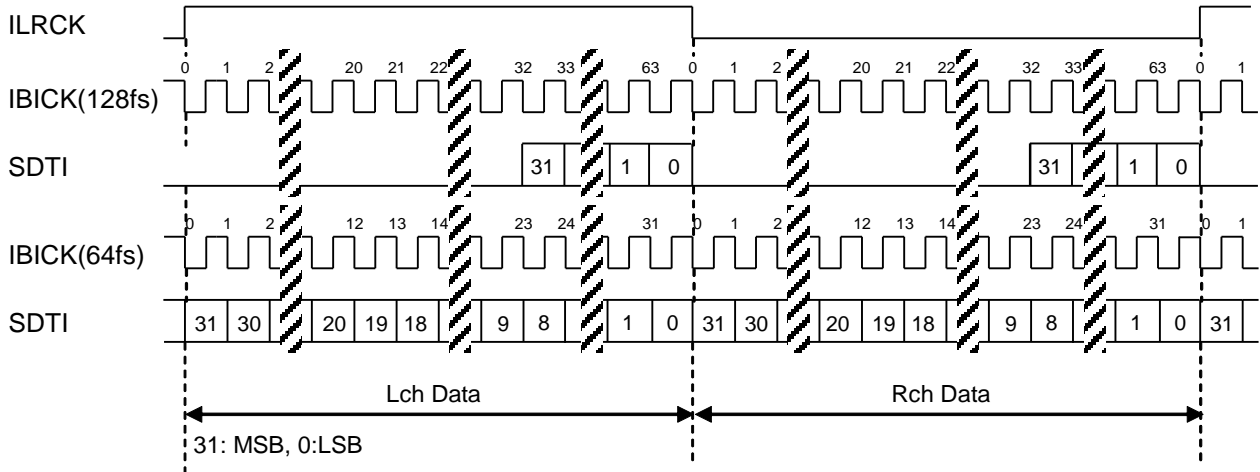 ILRCK
0 1 2 20 21 22 32 33 63 0 1 2 20 21 22 32 33 63 0 1
IBICK(128fs)
SDTI 31 1 0 31 1 0
0 1 2 12 13 14 23 24 31 0 1 2 12 13 14 23 24 31 0 1
IBICK(64fs)
SDTI 31 30 20 19 18 9 8 1 0 31 30 20 19 18 9 8 1 0 31
Lch Data Rch Data
31: MSB, 0:LSB